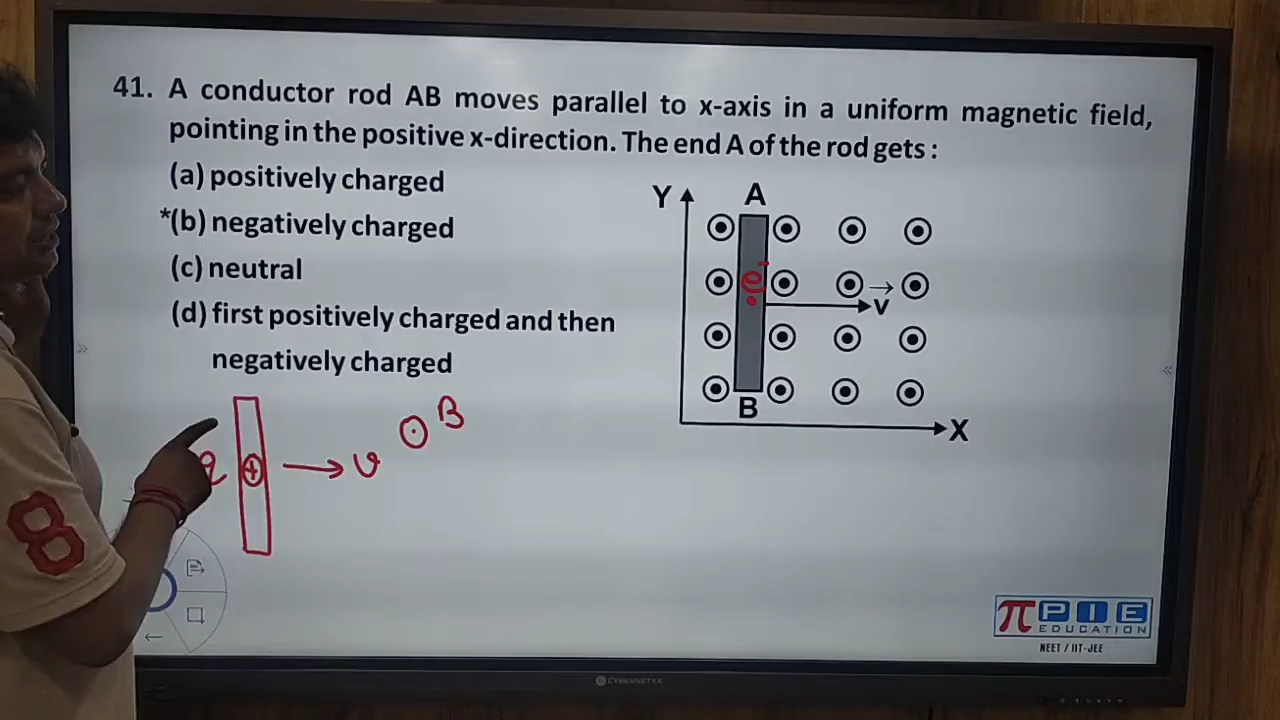 41. A conductor rod AB moves parallel to x-axis in a uniform magnetic field,
pointing in the positive x-direction. The end A of the rod gets :
(a) positively charged
*(b) negatively charged
(c) neutral
(d) first positively charged and then
negatively charged
Y
A
e
v
B
X
B
q
+
v
8
π PIE
EDUCATION
NEET / IIT-JEE
CYBERNETYX